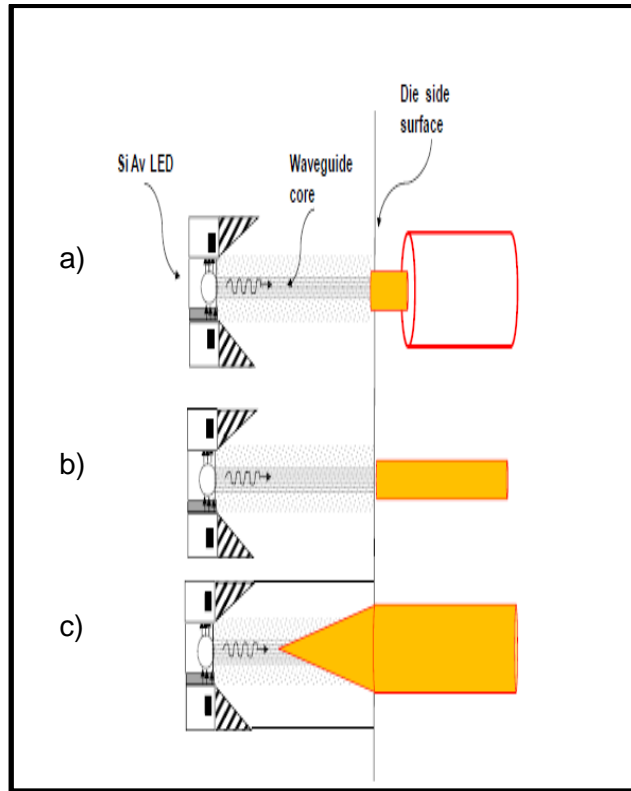 Die side
surface
Si Av LED
Waveguide
core
a)
b)
c)